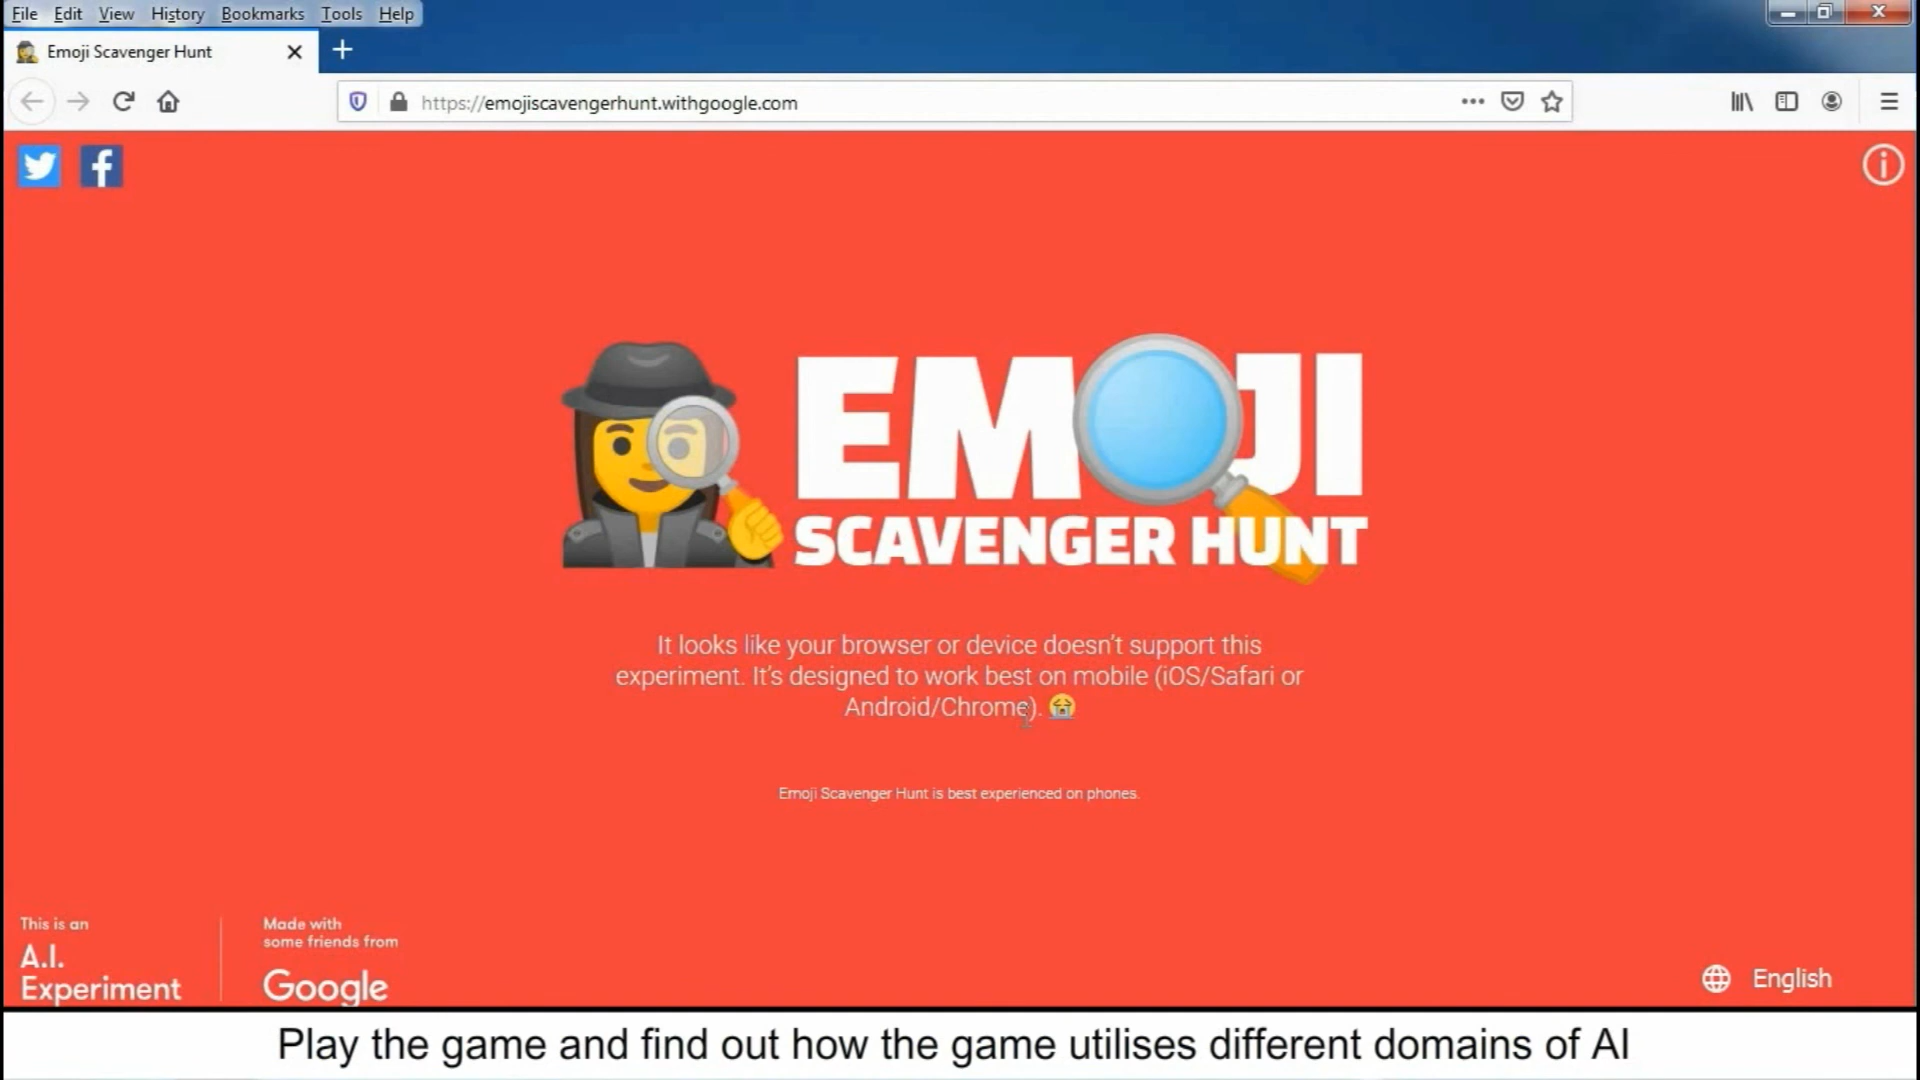 File Edit View History Bookmarks Tools Help
Emoji Scavenger Hunt
https://emojiscavengerhunt.withgoogle.com
EMOJI
SCAVENGER HUNT
It looks like your browser or device doesn't support this
experiment. It's designed to work best on mobile (iOS/Safari or
Android/Chrome). 😭
Emoji Scavenger Hunt is best experienced on phones.
This is an
A.I.
Experiment
Made with
some friends from
Google
English
Play the game and find out how the game utilises different domains of AI